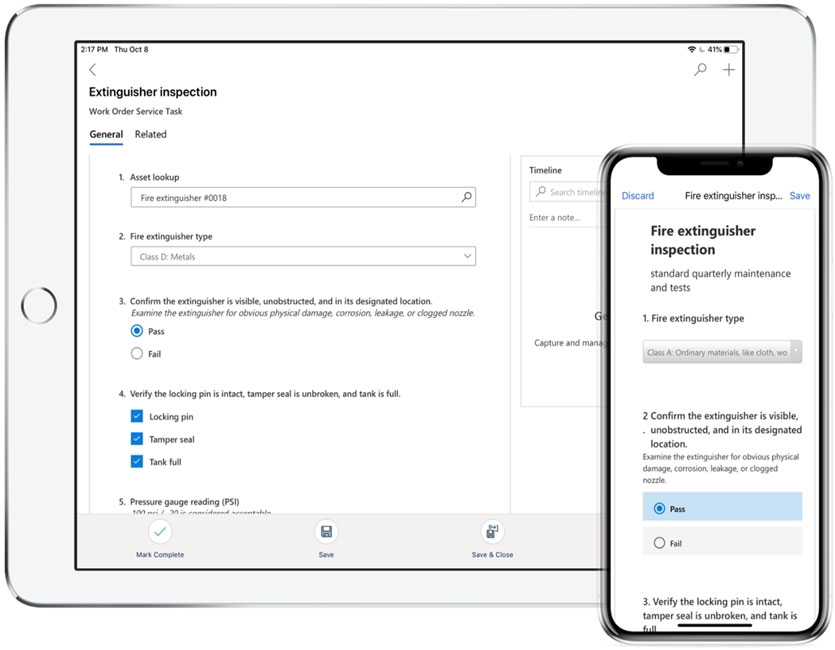 2:17 PM Thu Oct 8
41%
Extinguisher inspection
Work Order Service Task
General Related
1. Asset lookup
Fire extinguisher #0018
2. Fire extinguisher type
Class D: Metals
3. Confirm the extinguisher is visible, unobstructed, and in its designated location.
Examine the extinguisher for obvious physical damage, corrosion, leakage, or clogged nozzle.
Pass
Fail
4. Verify the locking pin is intact, tamper seal is unbroken, and tank is full.
Locking pin
Tamper seal
Tank full
5. Pressure gauge reading (PSI)
100 psi /- 20 is considered acceptable
Mark Complete
Save
Save & Close
Timeline
Search timeline
Enter a note...
Ge
Capture and manag
Discard
Fire extinguisher insp...
Save
Fire extinguisher
inspection
standard quarterly maintenance
and tests
1. Fire extinguisher type
Class A: Ordinary materials, like cloth, wo
2 Confirm the extinguisher is visible,
. unobstructed, and in its designated
location.
Examine the extinguisher for obvious physical
damage, corrosion, leakage, or clogged
nozzle.
Pass
Fail
3. Verify the locking pin is intact,
tamper seal is unbroken, and tank is
full.